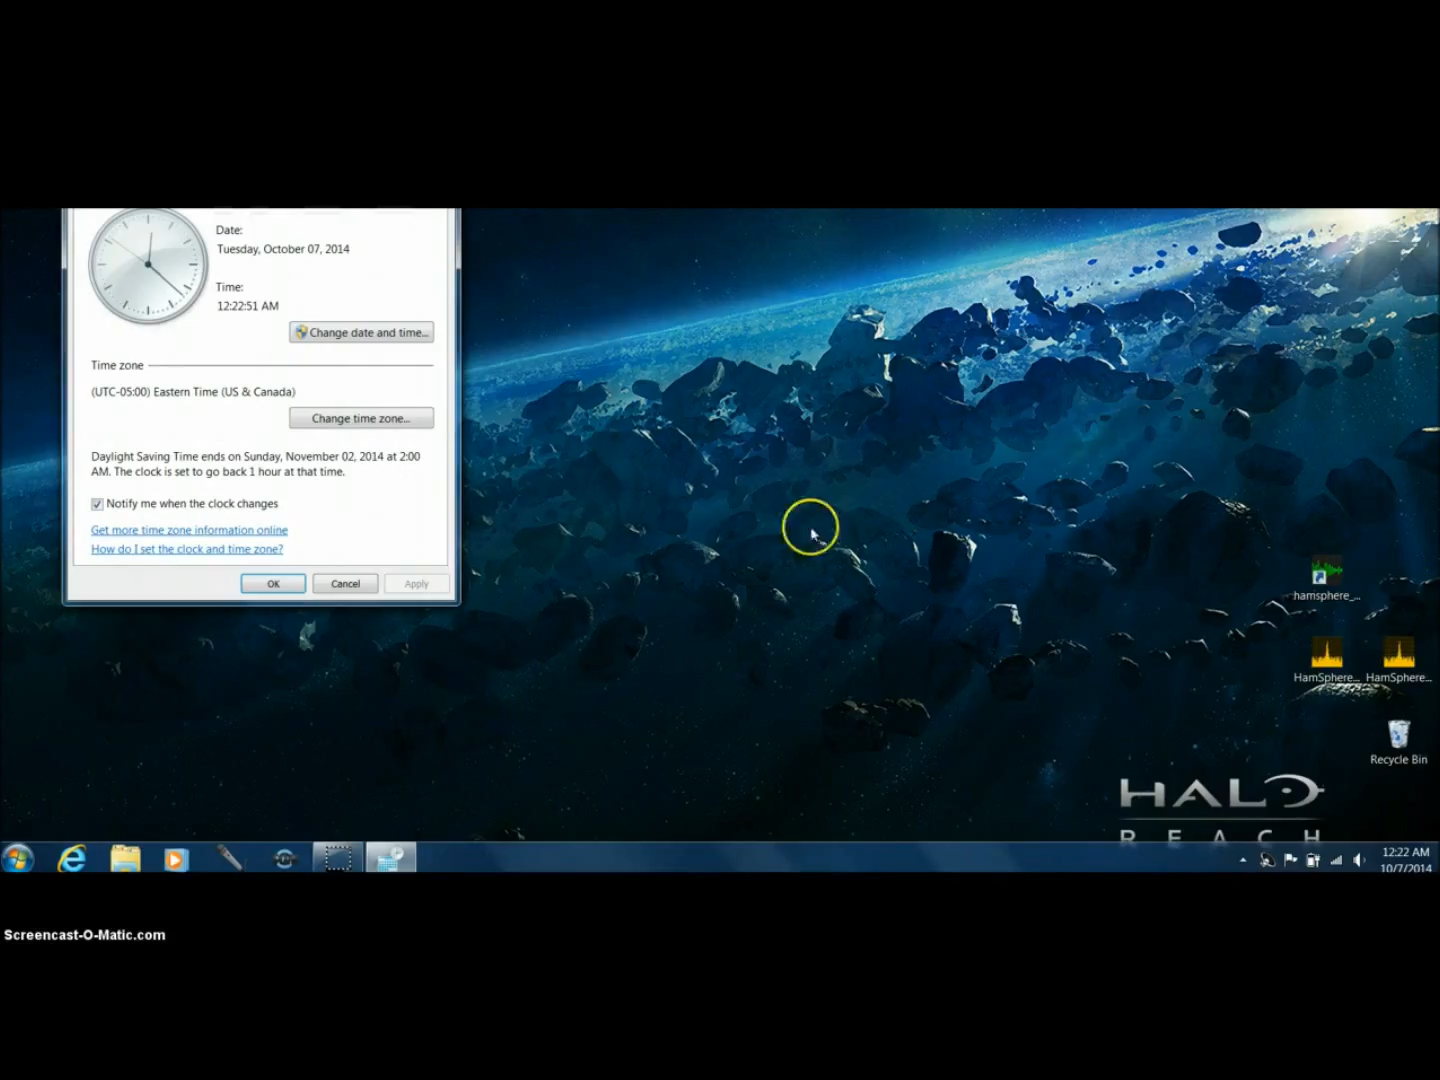 Date:
Tuesday, October 07, 2014
Time:
12:22:51 AM
Change date and time...
Time zone
(UTC-05:00) Eastern Time (US & Canada)
Change time zone...
Daylight Saving Time ends on Sunday, November 02, 2014 at 2:00
AM. The clock is set to go back 1 hour at that time.
Notify me when the clock changes
Get more time zone information online
How do I set the clock and time zone?
OK Cancel Apply
hamsphere_...
HamSphere... HamSphere...
Recycle Bin
HALO
REACH
12:22 AM
10/7/2014
Screencast-O-Matic.com